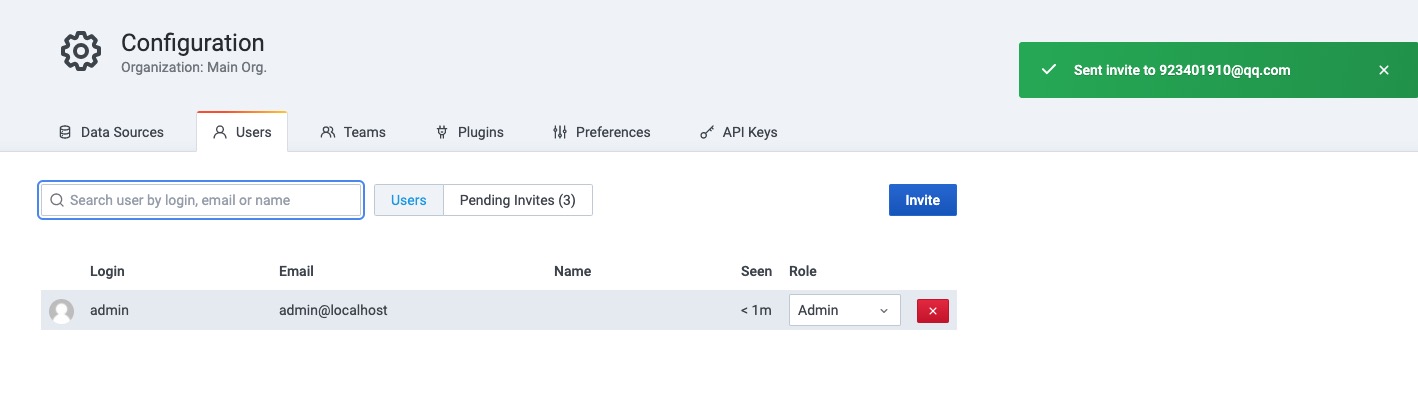 Configuration
Organization: Main Org.
Sent invite to 923401910@qq.com
Data Sources Users Teams Plugins Preferences API Keys
Search user by login, email or name Users Pending Invites (3) Invite
Login Email Name Seen Role
admin admin@localhost < 1m Admin